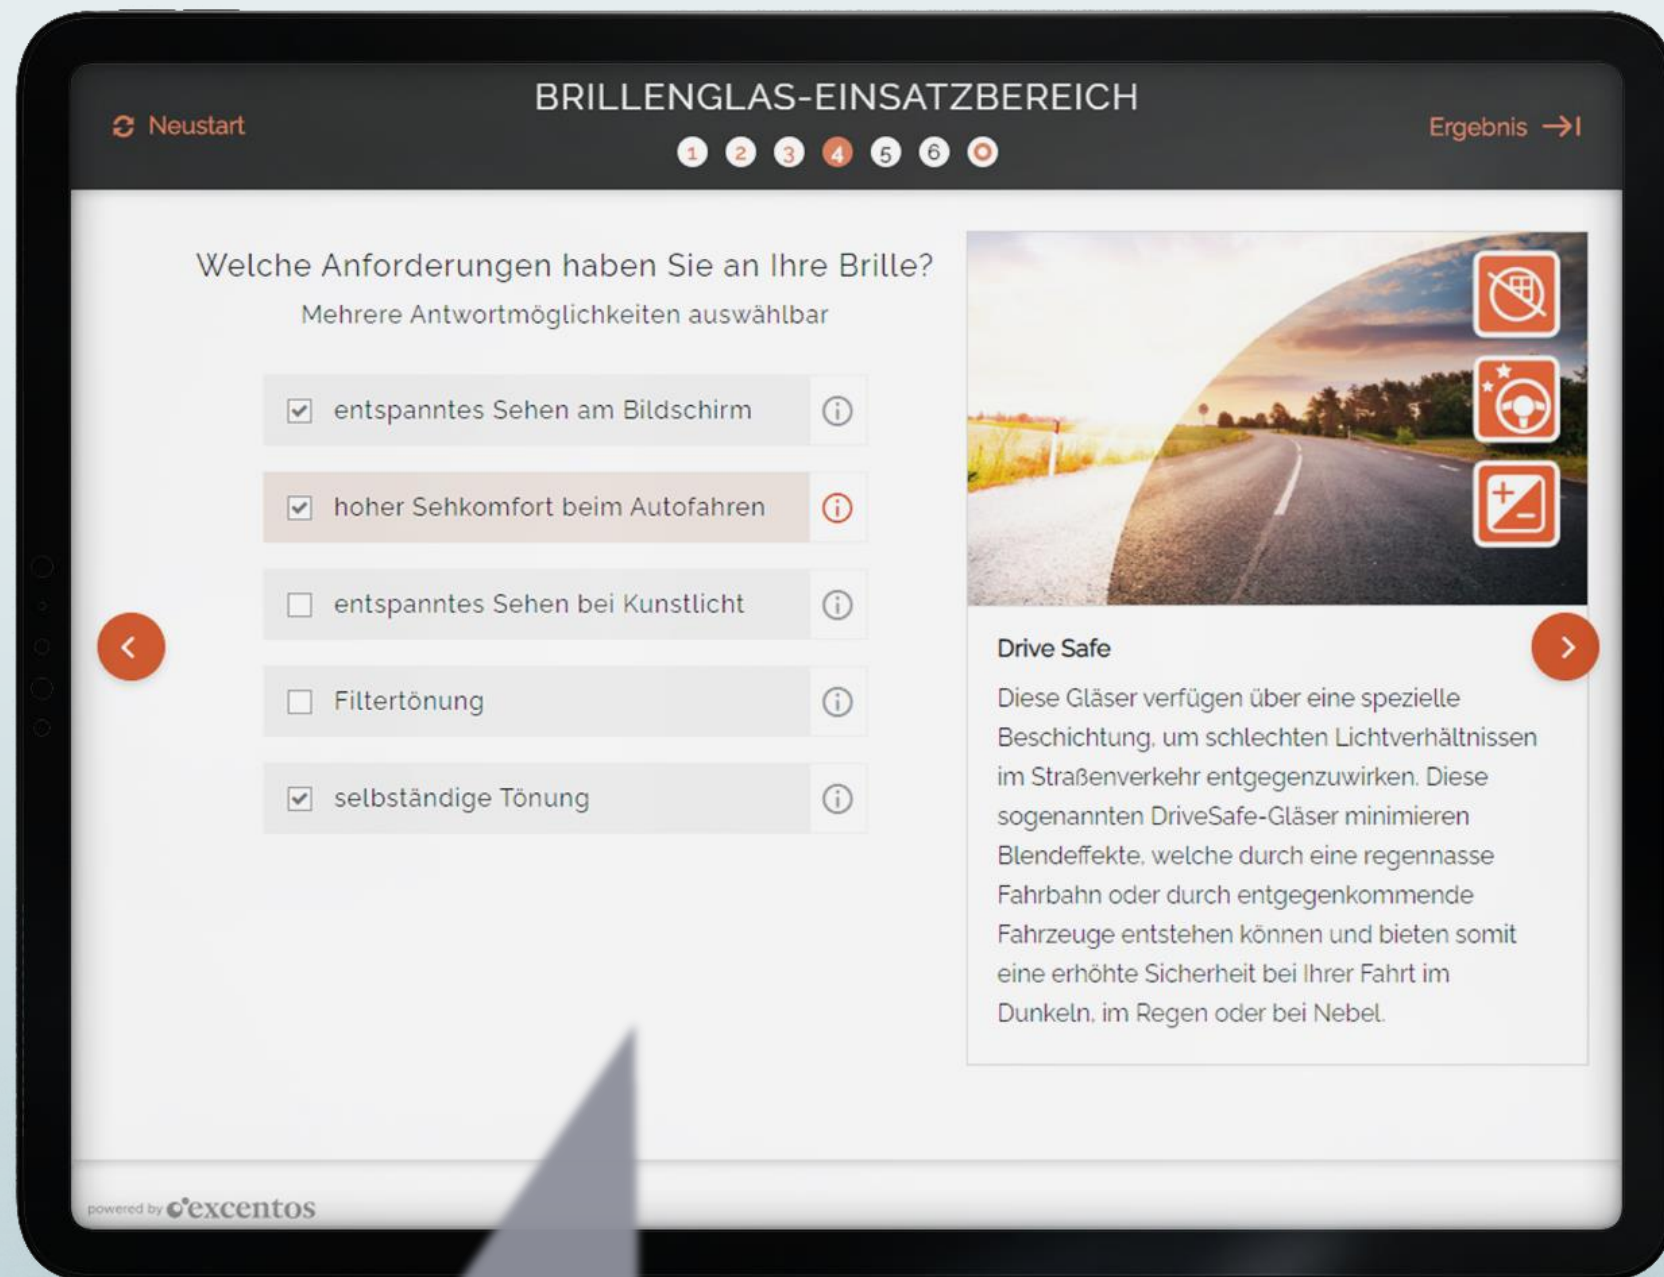 BRILLENGLAS-EINSATZBEREICH
Neustart
1 2 3 4 5 6
Ergebnis
Welche Anforderungen haben Sie an Ihre Brille?
Mehrere Antwortmöglichkeiten auswählbar
entspanntes Sehen am Bildschirm
hoher Sehkomfort beim Autofahren
entspanntes Sehen bei Kunstlicht
Filtertönung
selbständige Tönung
Drive Safe
Diese Gläser verfügen über eine spezielle
Beschichtung, um schlechten Lichtverhältnissen
im Straßenverkehr entgegenzuwirken. Diese
sogenannten DriveSafe-Gläser minimieren
Blendeffekte, welche durch eine regennasse
Fahrbahn oder durch entgegenkommende
Fahrzeuge entstehen können und bieten somit
eine erhöhte Sicherheit bei Ihrer Fahrt im
Dunkeln, im Regen oder bei Nebel.
powered by excentos